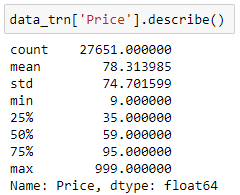 data_trn['Price'].describe()
count    27651.000000
mean        78.313985
std         74.701599
min          9.000000
25%         35.000000
50%         59.000000
75%         95.000000
max        999.000000
Name: Price, dtype: float64